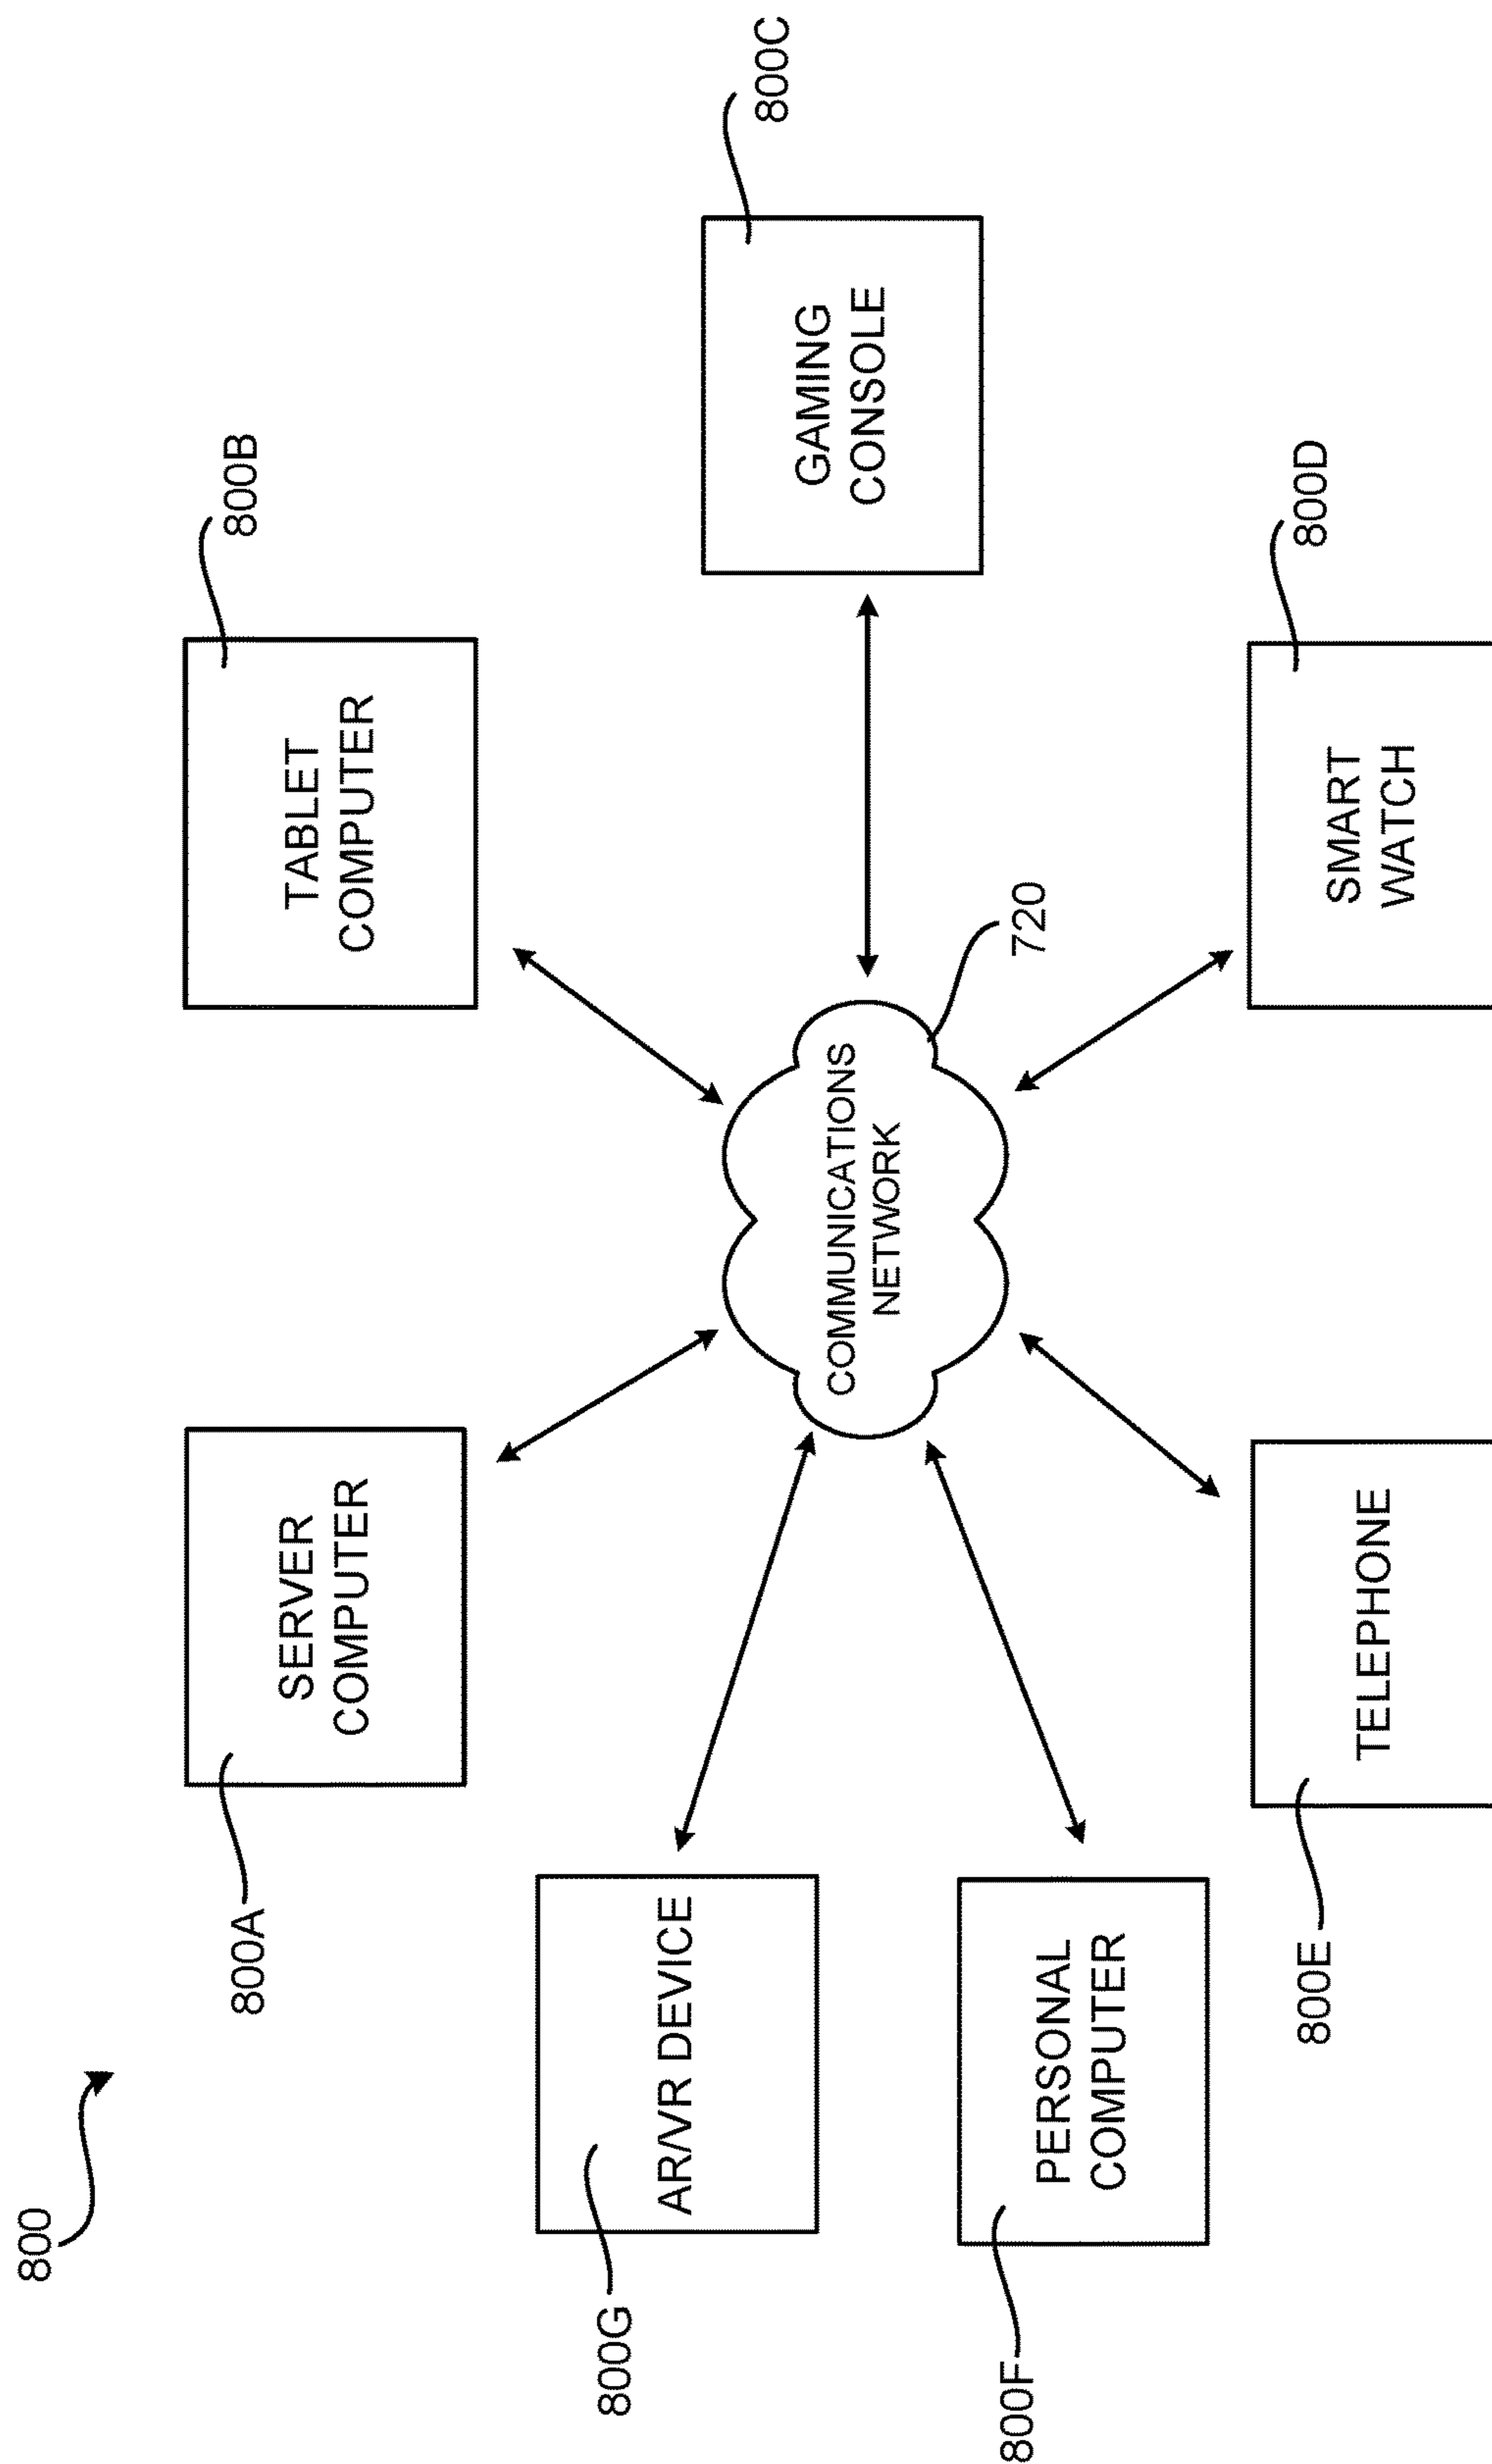 800
800A
SERVER
COMPUTER
800B
TABLET
COMPUTER
800G
AR/VR DEVICE
COMMUNICATIONS
NETWORK
720
800C
GAMING
CONSOLE
800F
PERSONAL
COMPUTER
800E
TELEPHONE
800D
SMART
WATCH